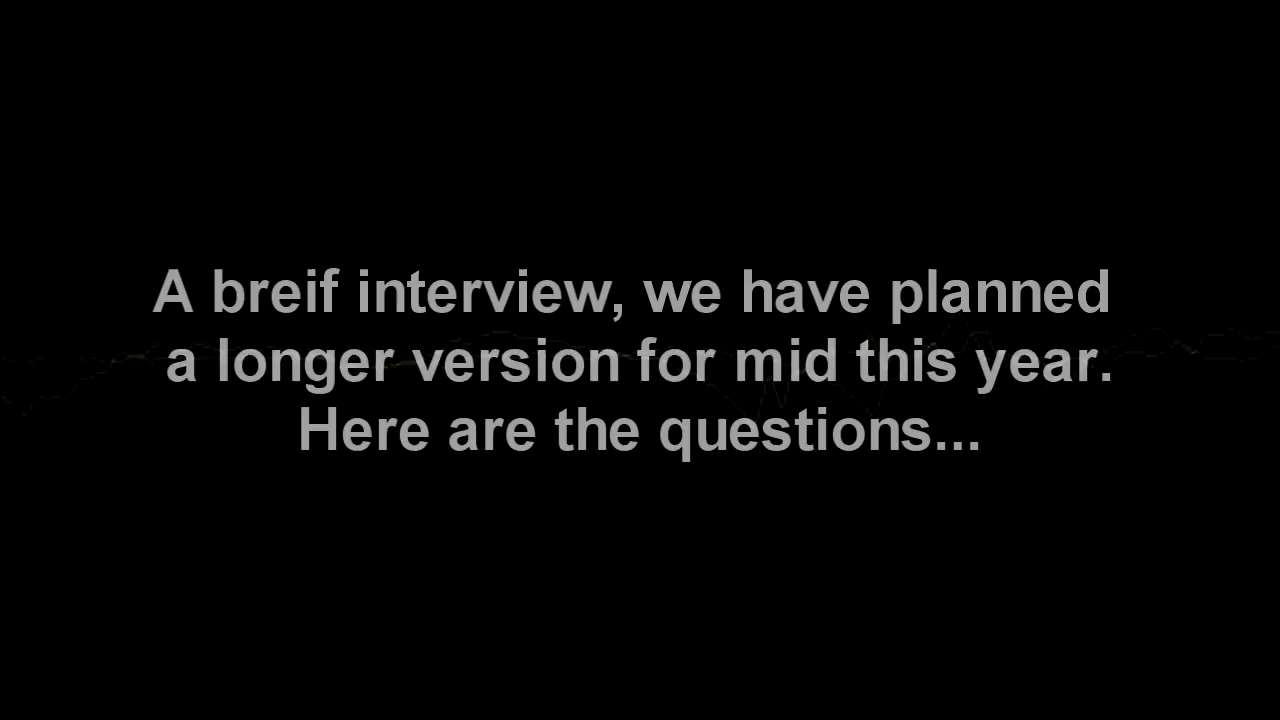 A breif interview, we have planned
a longer version for mid this year.
Here are the questions...